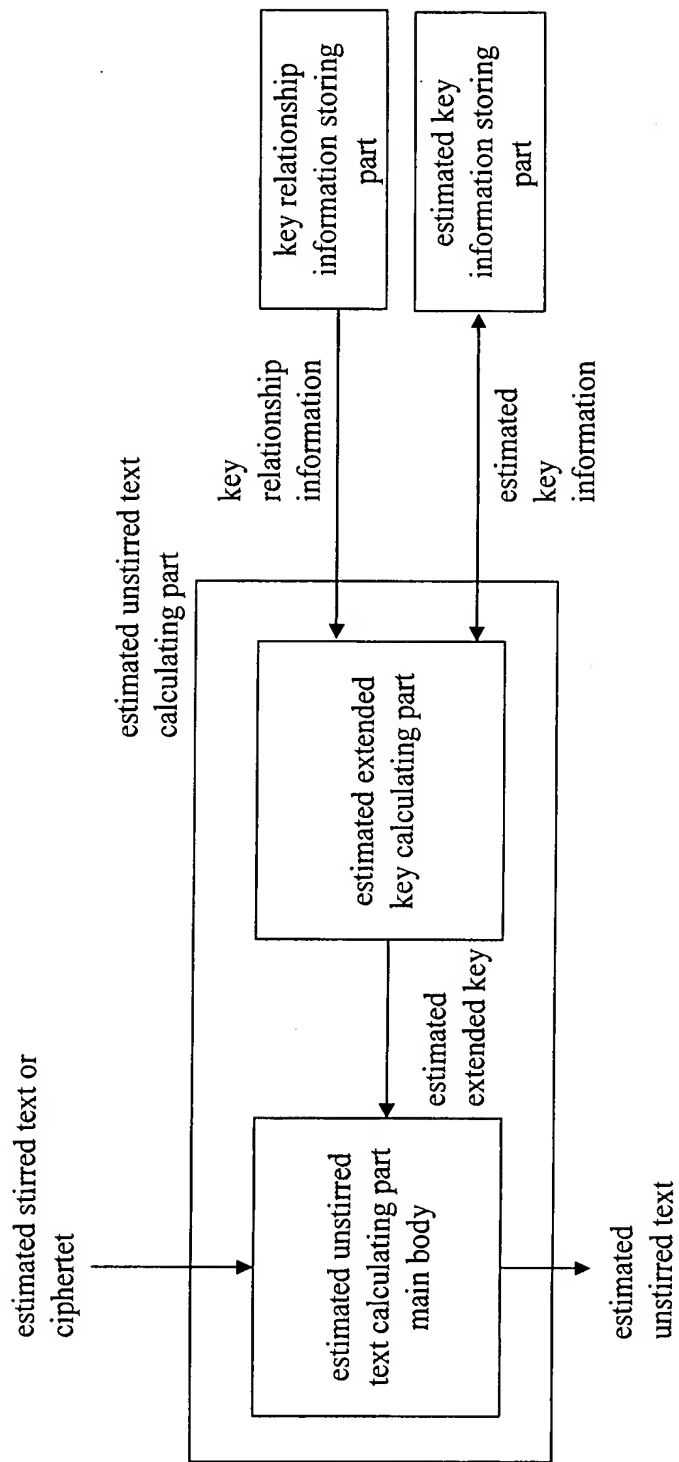 estimated stirred text or
ciphertet
estimated unstirred text
calculating part
key
relationship
information
key relationship
information storing
part
estimated unstirred
text calculating part
main body
estimated
extended key
estimated extended
key calculating part
estimated
key
information
estimated key
information storing
part
estimated
unstirred text